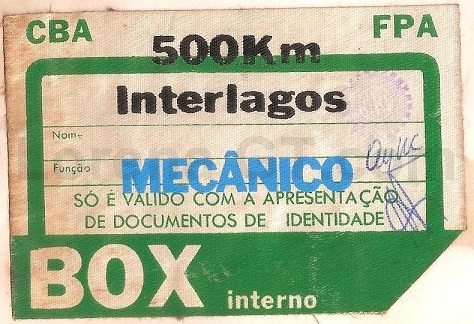 CBA FPA
500Km
Interlagos
Nome
Função
MECÂNICO
SÓ É VALIDO COM A APRESENTAÇÃO
DE DOCUMENTOS DE IDENTIDADE
BOX interno